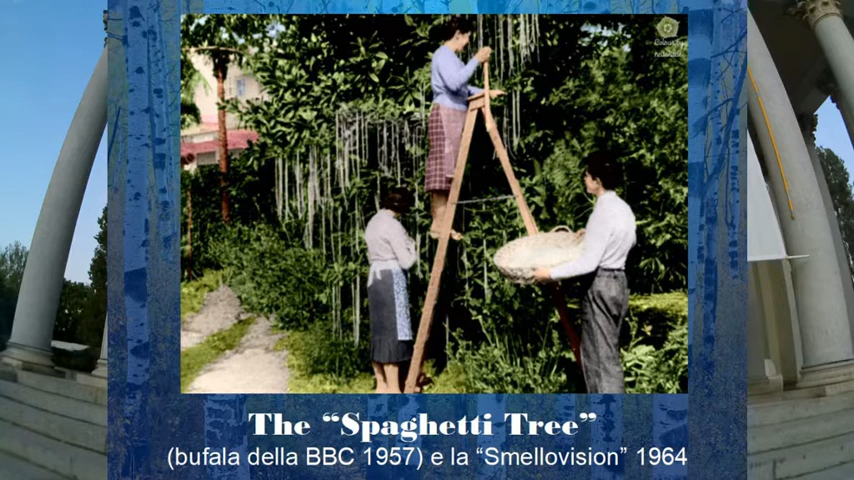 The “Spaghetti Tree”
(bufala della BBC 1957) e la “Smellovision” 1964